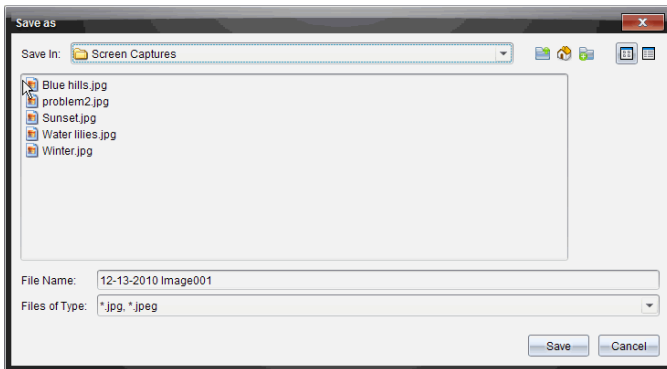 Save as
Save In: Screen Captures
Blue hills.jpg
problem2.jpg
Sunset.jpg
Water lilies.jpg
Winter.jpg
File Name: 12-13-2010 Image001
Files of Type: *.jpg, *.jpeg
Save Cancel